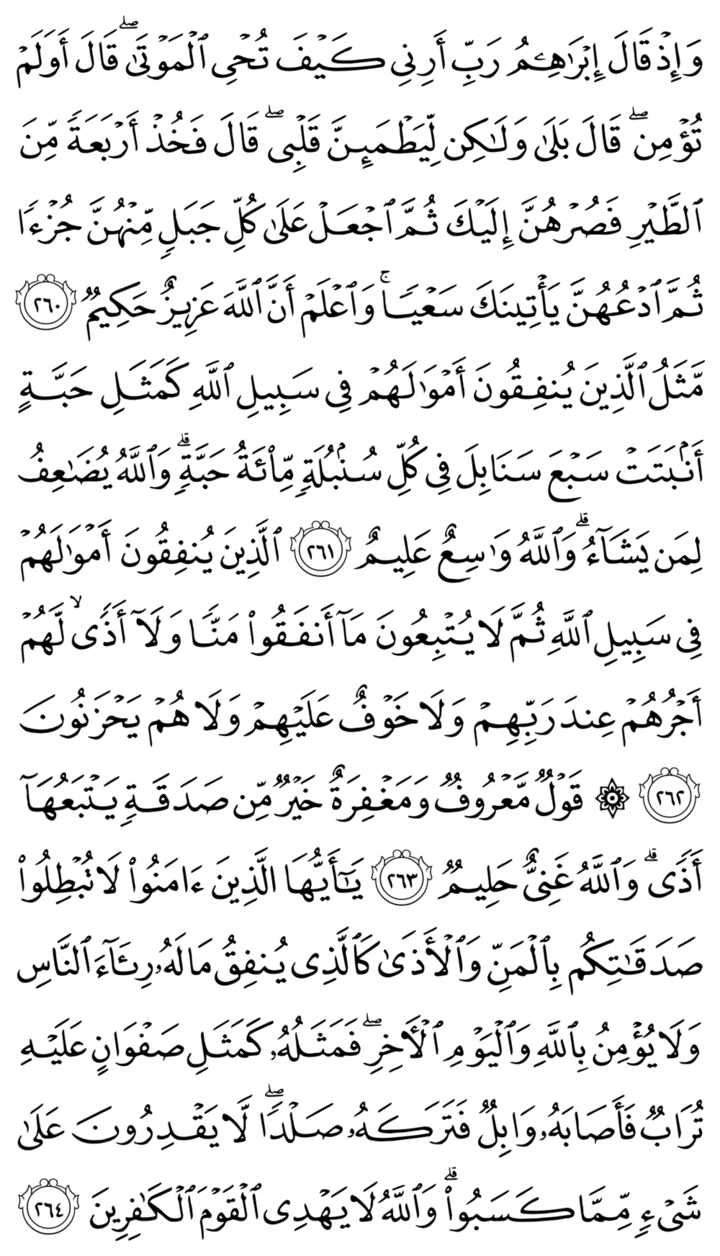 وَإِذۡ قَالَ إِبۡرَٰهِـۧمُ رَبِّ أَرِنِي كَيۡفَ تُحۡيِ ٱلۡمَوۡتَىٰۖ قَالَ أَوَلَمۡ
تُؤۡمِنۖ قَالَ بَلَىٰ وَلَٰكِن لِّيَطۡمَئِنَّ قَلۡبِيۖ قَالَ فَخُذۡ أَرۡبَعَةٗ مِّنَ
ٱلطَّيۡرِ فَصُرۡهُنَّ إِلَيۡكَ ثُمَّ ٱجۡعَلۡ عَلَىٰ كُلِّ جَبَلٖ مِّنۡهُنَّ جُزۡءٗا
ثُمَّ ٱدۡعُهُنَّ يَأۡتِينَكَ سَعۡيٗاۚ وَٱعۡلَمۡ أَنَّ ٱللَّهَ عَزِيزٌ حَكِيمٞ ٢٦٠
مَّثَلُ ٱلَّذِينَ يُنفِقُونَ أَمۡوَٰلَهُمۡ فِي سَبِيلِ ٱللَّهِ كَمَثَلِ حَبَّةٍ
أَنۢبَتَتۡ سَبۡعَ سَنَابِلَ فِي كُلِّ سُنۢبُلَةٖ مِّاْئَةُ حَبَّةٖۗ وَٱللَّهُ يُضَٰعِفُ
لِمَن يَشَآءُۗ وَٱللَّهُ وَٰسِعٌ عَلِيمٌ ٢٦١ ٱلَّذِينَ يُنفِقُونَ أَمۡوَٰلَهُمۡ
فِي سَبِيلِ ٱللَّهِ ثُمَّ لَا يُتۡبِعُونَ مَآ أَنفَقُواْ مَنّٗا وَلَآ أَذٗى لَّهُمۡ
أَجۡرُهُمۡ عِندَ رَبِّهِمۡ وَلَا خَوۡفٌ عَلَيۡهِمۡ وَلَا هُمۡ يَحۡزَنُونَ
٢٦٢ ۞ قَوۡلٞ مَّعۡرُوفٞ وَمَغۡفِرَةٌ خَيۡرٞ مِّن صَدَقَةٖ يَتۡبَعُهَآ
أَذٗىۗ وَٱللَّهُ غَنِيٌّ حَلِيمٞ ٢٦٣ يَٰٓأَيُّهَا ٱلَّذِينَ ءَامَنُواْ لَا تُبۡطِلُواْ
صَدَقَٰتِكُم بِٱلۡمَنِّ وَٱلۡأَذَىٰ كَٱلَّذِي يُنفِقُ مَالَهُۥ رِئَآءَ ٱلنَّاسِ
وَلَا يُؤۡمِنُ بِٱللَّهِ وَٱلۡيَوۡمِ ٱلۡأٓخِرِۖ فَمَثَلُهُۥ كَمَثَلِ صَفۡوَانٍ عَلَيۡهِ
تُرَابٞ فَأَصَابَهُۥ وَابِلٞ فَتَرَكَهُۥ صَلۡدٗاۖ لَّا يَقۡدِرُونَ عَلَىٰ
شَيۡءٖ مِّمَّا كَسَبُواْۗ وَٱللَّهُ لَا يَهۡدِي ٱلۡقَوۡمَ ٱلۡكَٰفِرِينَ ٢٦٤